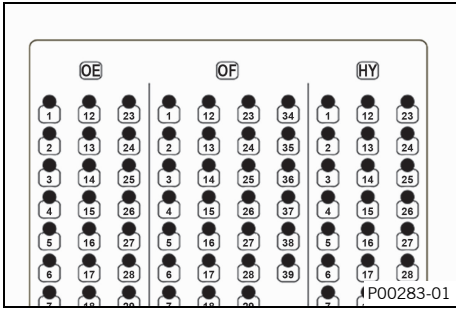 OE OF HY
1 12 23 1 12 23 34 1 12 23
2 13 24 2 13 24 35 2 13 24
3 14 25 3 14 25 36 3 14 25
4 15 26 4 15 26 37 4 15 26
5 16 27 5 16 27 38 5 16 27
6 17 28 6 17 28 39 6 17 28
P00283-01